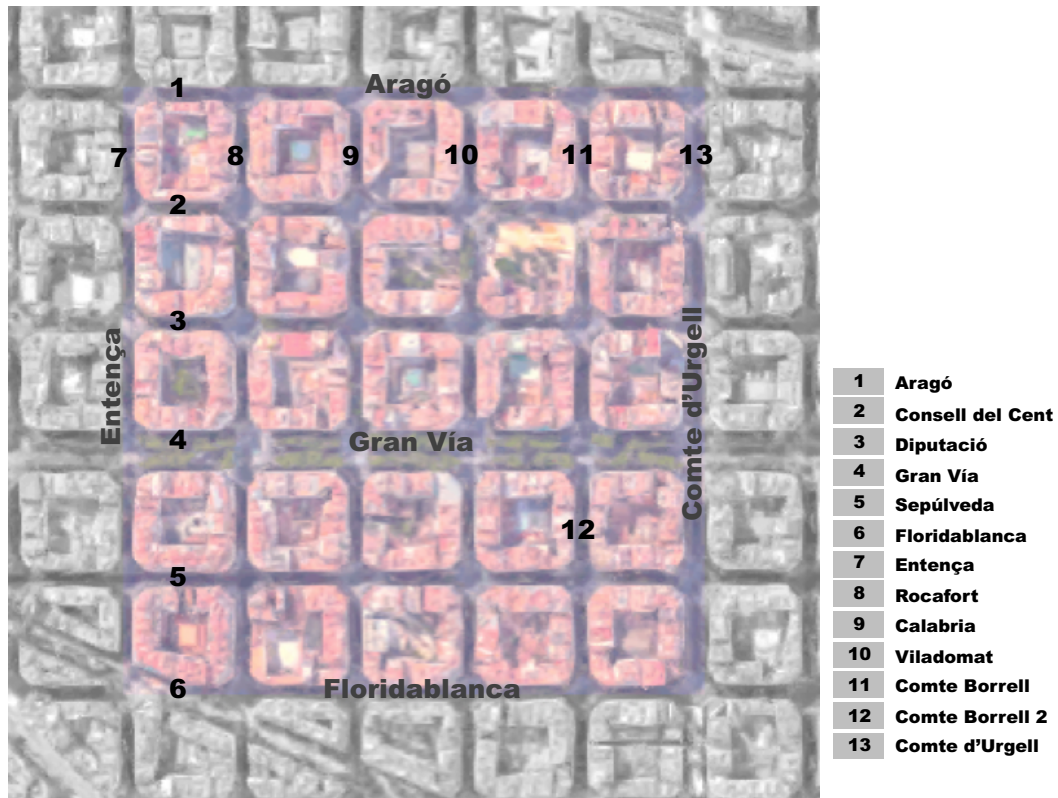 1
Aragó
7
8
9
10
11
13
2
3
Entença
Comte d'Urgell
4
Gran Vía
12
5
6
Floridablanca
1 Aragó
2 Consell del Cent
3 Diputació
4 Gran Vía
5 Sepúlveda
6 Floridablanca
7 Entença
8 Rocafort
9 Calabria
10 Viladomat
11 Comte Borrell
12 Comte Borrell 2
13 Comte d'Urgell